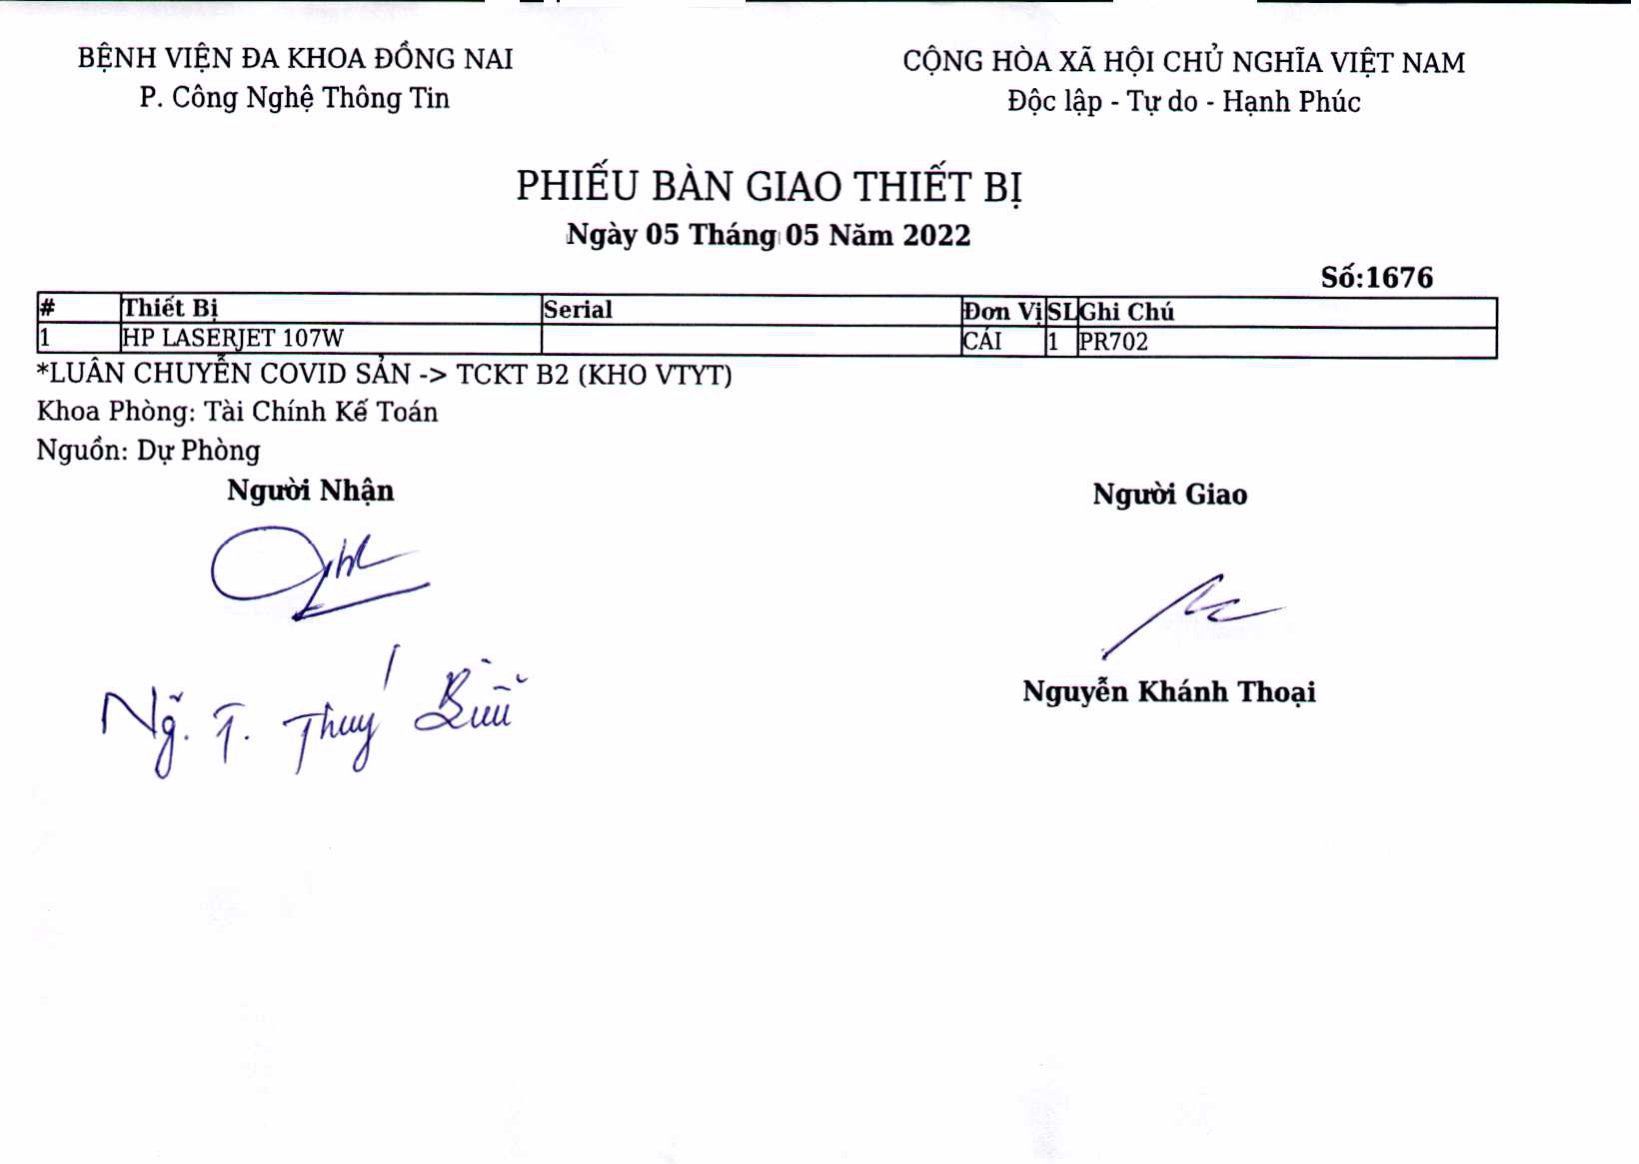 BỆNH VIỆN ĐA KHOA ĐỒNG NAI
P. Công Nghệ Thông Tin
CỘNG HÒA XÃ HỘI CHỦ NGHĨA VIỆT NAM
Độc lập - Tự do - Hạnh Phúc
PHIẾU BÀN GIAO THIẾT BỊ
Ngày 05 Tháng 05 Năm 2022
Số:1676
# Thiết Bị Serial Đơn Vị SL Ghi Chú
1 HP LASERJET 107W CÁI 1 PR702
*LUÂN CHUYỂN COVID SẢN -> TCKT B2 (KHO VTYT)
Khoa Phòng: Tài Chính Kế Toán
Nguồn: Dự Phòng
Người Nhận Người Giao
Nguyễn Khánh Thoại
Ng. T. Thuý